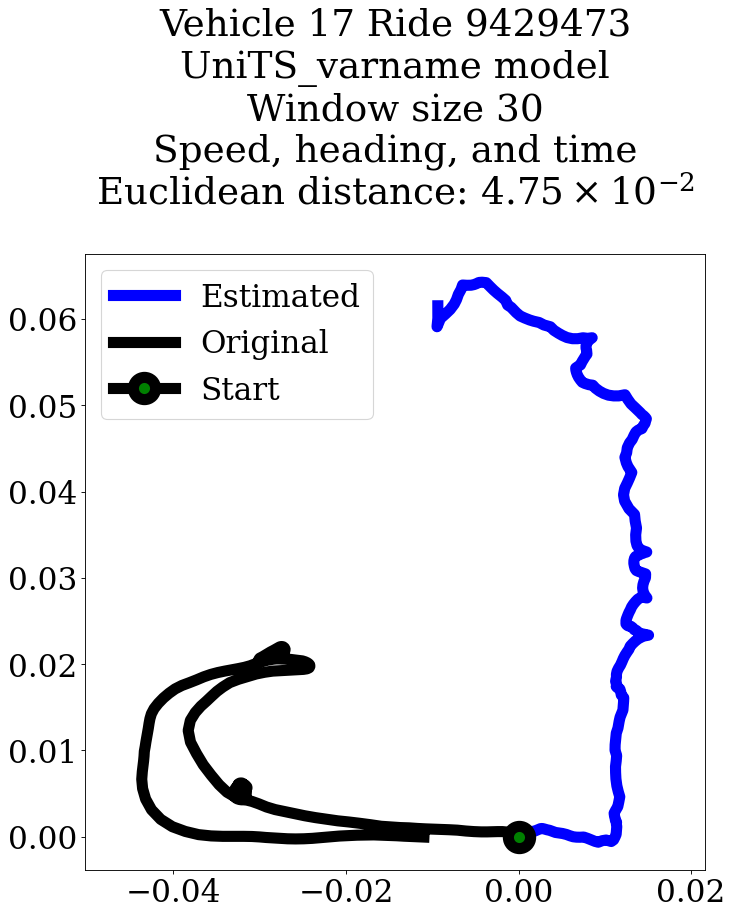 Vehicle 17 Ride 9429473
UniTS_varname model
Window size 30
Speed, heading, and time
Euclidean distance: 4.75 × 10⁻²
Estimated
Original
Start
0.06
0.05
0.04
0.03
0.02
0.01
0.00
−0.04 −0.02 0.00 0.02